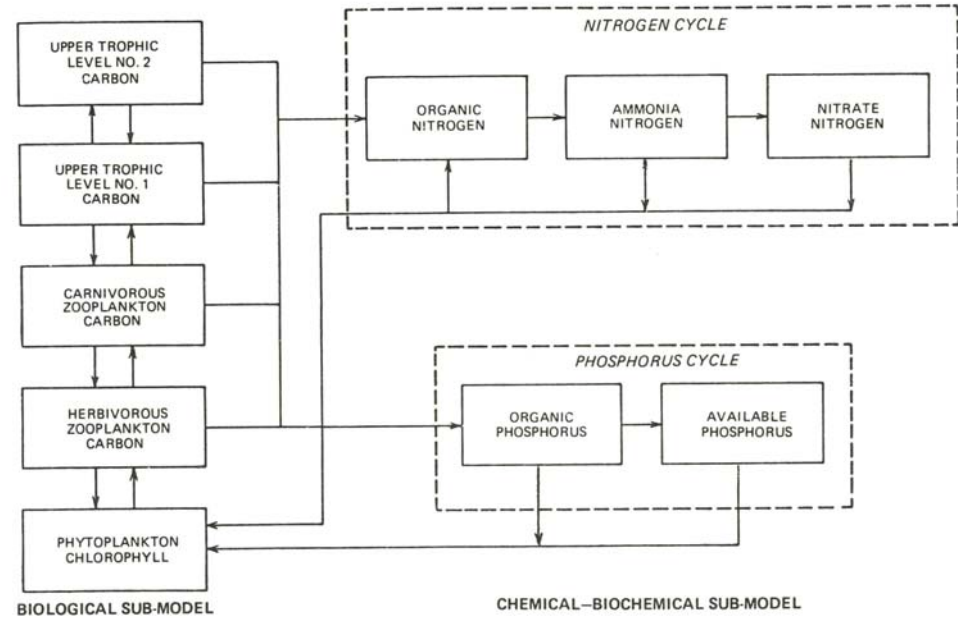 UPPER TROPHIC
LEVEL NO. 2
CARBON
UPPER TROPHIC
LEVEL NO. 1
CARBON
CARNIVOROUS
ZOOPLANKTON
CARBON
HERBIVOROUS
ZOOPLANKTON
CARBON
PHYTOPLANKTON
CHLOROPHYLL
BIOLOGICAL SUB-MODEL
NITROGEN CYCLE
ORGANIC
NITROGEN
AMMONIA
NITROGEN
NITRATE
NITROGEN
PHOSPHORUS CYCLE
ORGANIC
PHOSPHORUS
AVAILABLE
PHOSPHORUS
CHEMICAL–BIOCHEMICAL SUB-MODEL